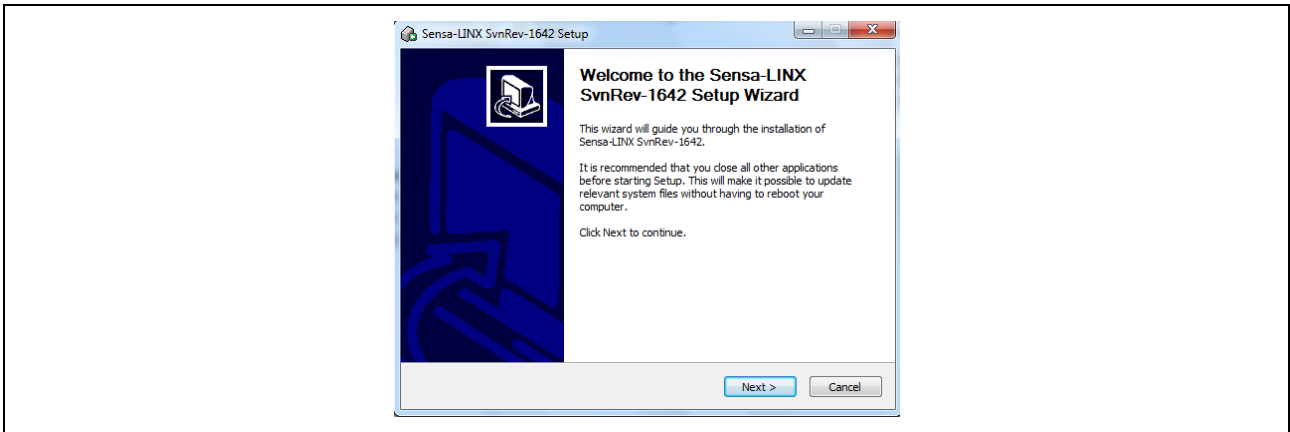 Sensa-LINX SvnRev-1642 Setup
Welcome to the Sensa-LINX
SvnRev-1642 Setup Wizard
This wizard will guide you through the installation of
Sensa-LINX SvnRev-1642.
It is recommended that you close all other applications
before starting Setup. This will make it possible to update
relevant system files without having to reboot your
computer.
Click Next to continue.
Next >
Cancel